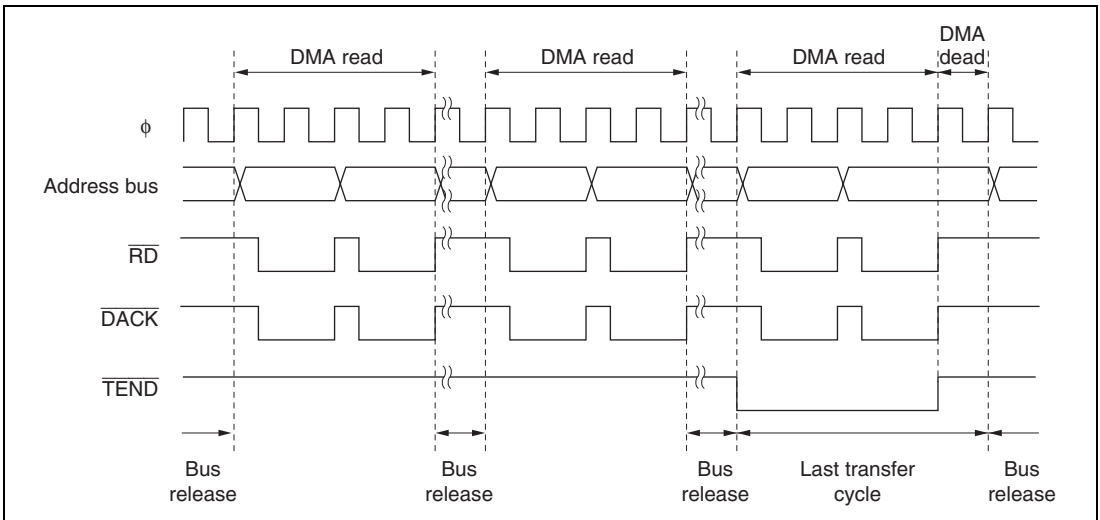 DMA read
DMA read
DMA read
DMA
dead
φ
Address bus
RD
DACK
TEND
Bus
release
Bus
release
Bus
release
Last transfer
cycle
Bus
release